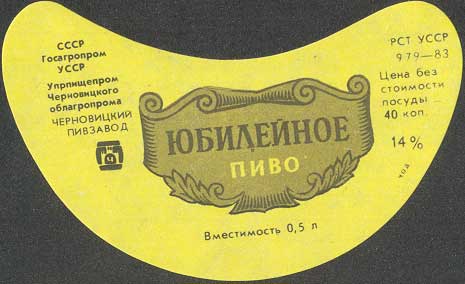 СССР
Госагропром
УССР
Упрпищепром
Черновицкого
облагропрома
ЧЕРНОВИЦКИЙ
ПИВЗАВОД
ЮБИЛЕЙНОЕ
ПИВО
Вместимость 0,5 л
РСТ УССР
979—83
Цена без
стоимости
посуды
40 коп.
14%